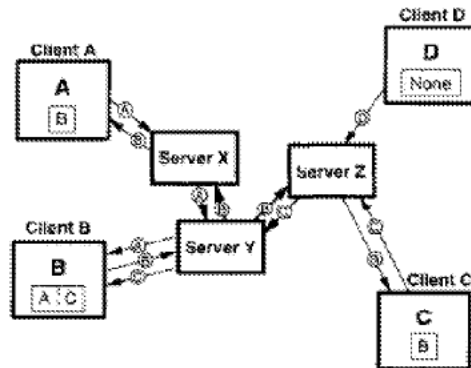 Client A
A
B
A
B
Server X
A
B
Client D
D
None
D
Server Z
Client B
B
A C
A
B
C
Server Y
B
C
B
C
Client C
C
B